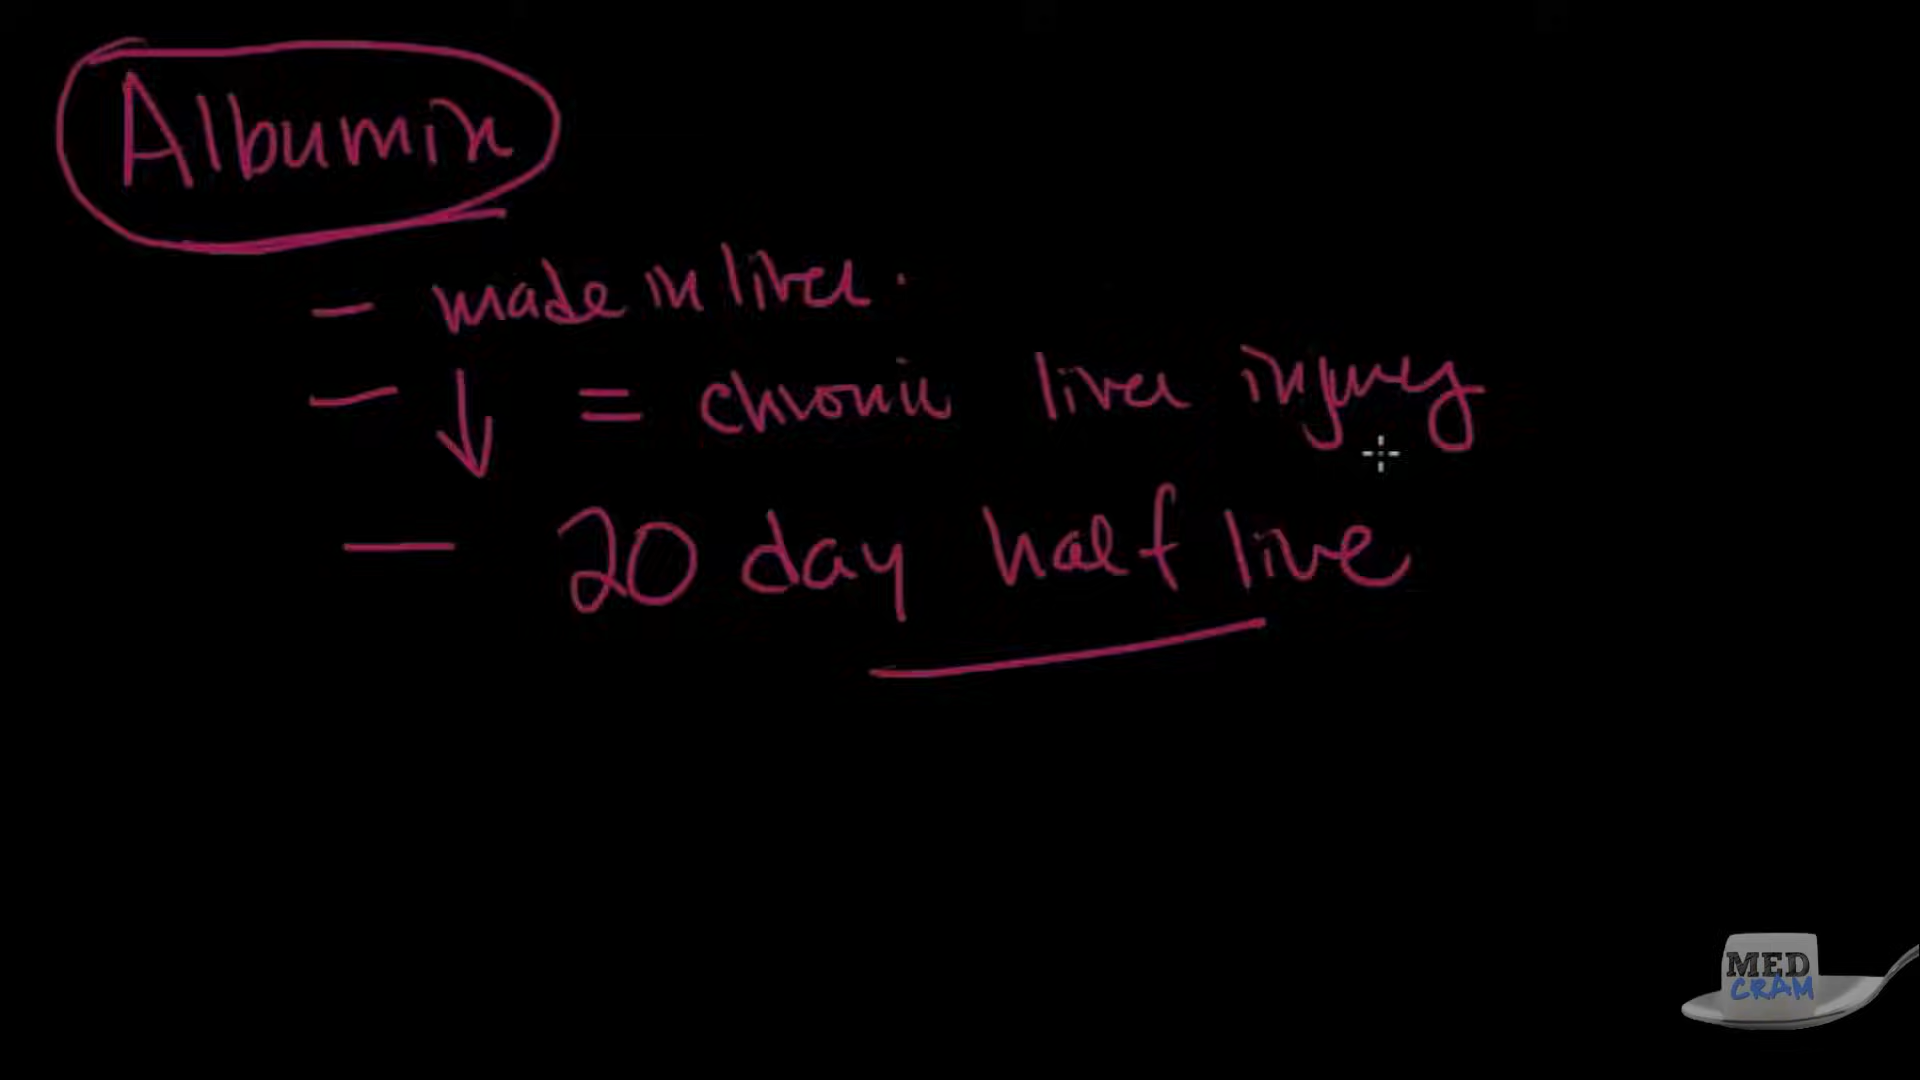 Albumin
- made in liver.
- ↓ = chronic liver injury
- 20 day half live
MED
CRAM